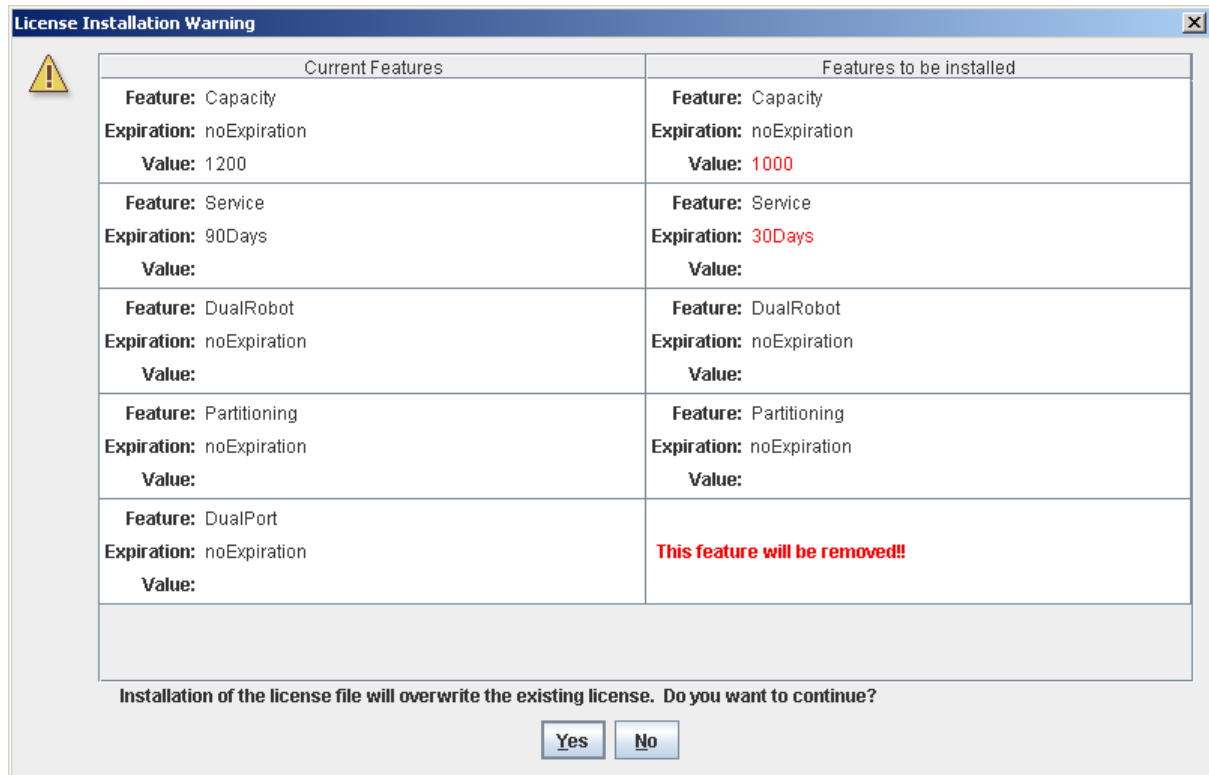 License Installation Warning
Current Features
Features to be installed
Feature: Capacity
Expiration: noExpiration
Value: 1200
Feature: Capacity
Expiration: noExpiration
Value: 1000
Feature: Service
Expiration: 90Days
Value:
Feature: Service
Expiration: 30Days
Value:
Feature: DualRobot
Expiration: noExpiration
Value:
Feature: DualRobot
Expiration: noExpiration
Value:
Feature: Partitioning
Expiration: noExpiration
Value:
Feature: Partitioning
Expiration: noExpiration
Value:
Feature: DualPort
Expiration: noExpiration
Value:
This feature will be removed!!
Installation of the license file will overwrite the existing license. Do you want to continue?
Yes
No